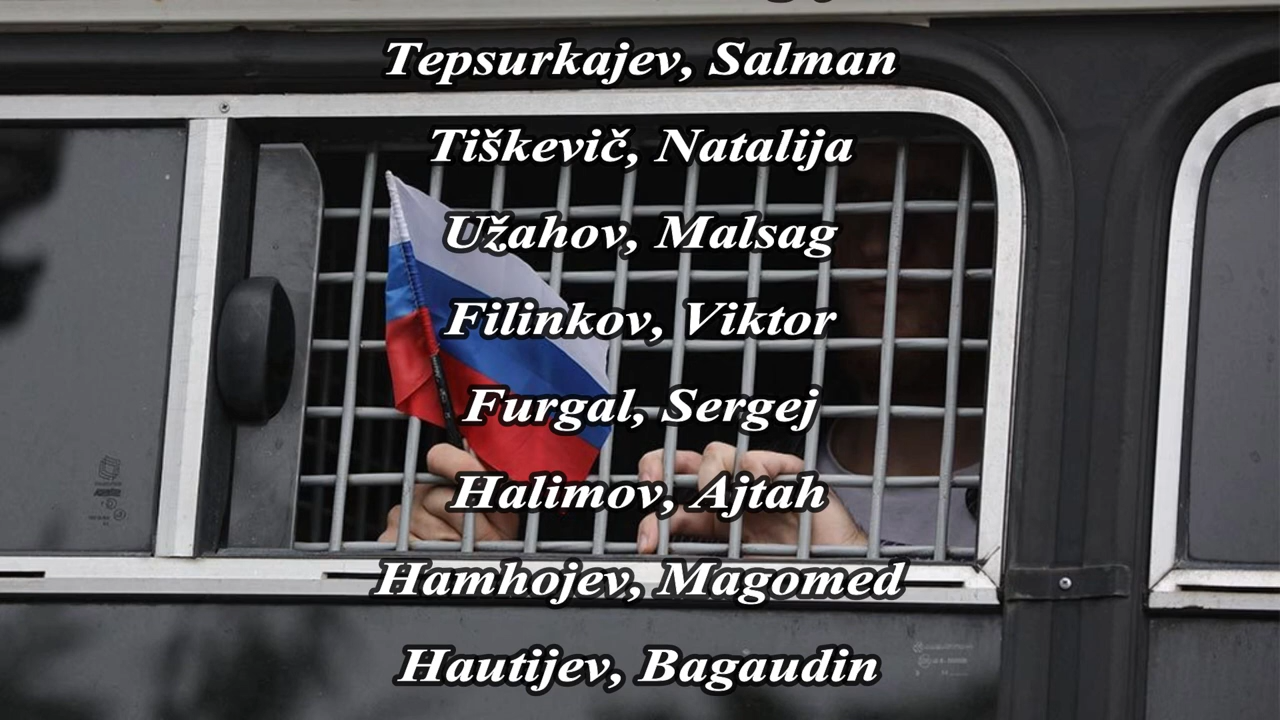 Tepsurkajev, Salman
Tiškevič, Natalija
Užahov, Malsag
Filinkov, Viktor
Furgal, Sergej
Halimov, Ajtah
Hamhojev, Magomed
Hautijev, Bagaudin